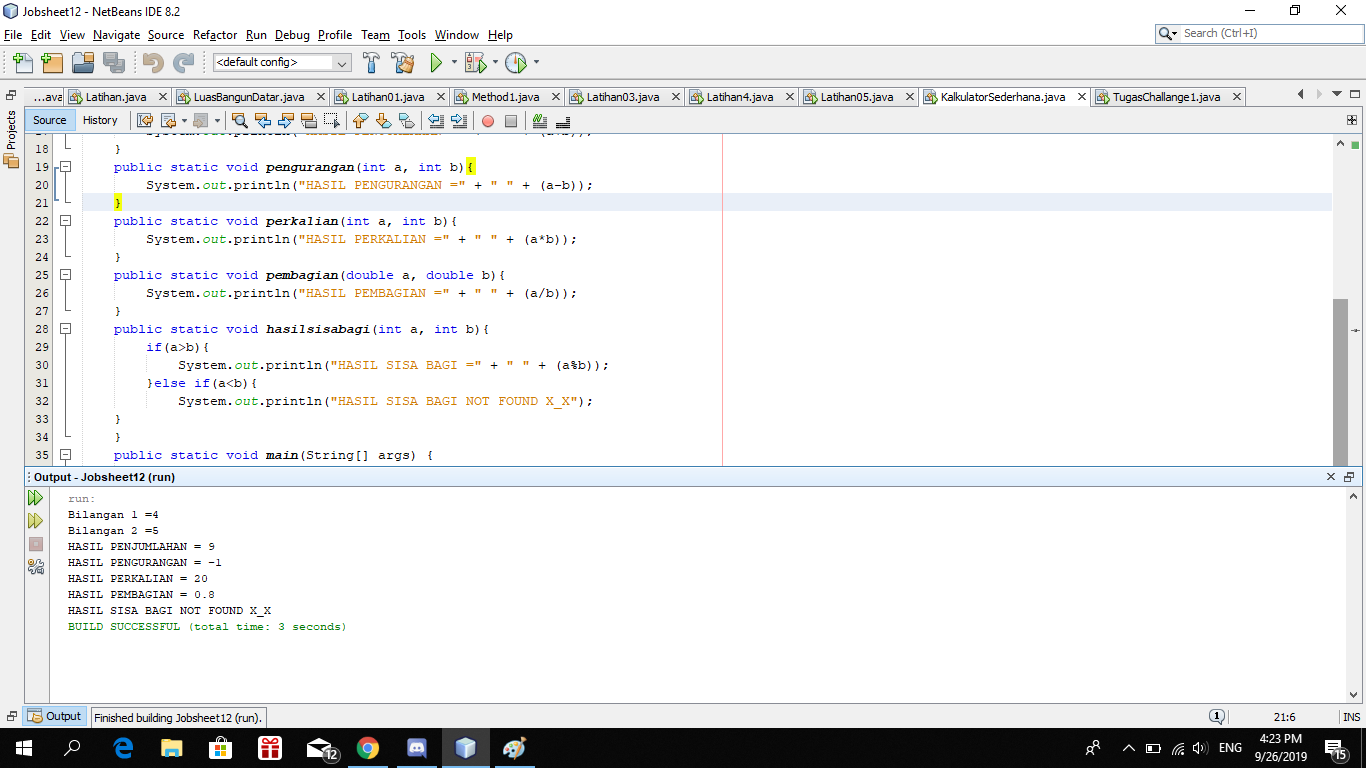 Jobsheet12 - NetBeans IDE 8.2
File Edit View Navigate Source Refactor Run Debug Profile Team Tools Window Help
Search (Ctrl+I)
<default config>
...ava Latihan.java LuasBangunDatar.java Latihan01.java Method1.java Latihan03.java Latihan4.java Latihan05.java KalkulatorSederhana.java TugasChallange1.java
Projects
Source History
18 }
19 public static void pengurangan(int a, int b){
20 System.out.println("HASIL PENGURANGAN =" + " " + (a-b));
21 }
22 public static void perkalian(int a, int b){
23 System.out.println("HASIL PERKALIAN =" + " " + (a*b));
24 }
25 public static void pembagian(double a, double b){
26 System.out.println("HASIL PEMBAGIAN =" + " " + (a/b));
27 }
28 public static void hasilsisabagi(int a, int b){
29 if(a>b){
30 System.out.println("HASIL SISA BAGI =" + " " + (a%b));
31 }else if(a<b){
32 System.out.println("HASIL SISA BAGI NOT FOUND X_X");
33 }
34 }
35 public static void main(String[] args) {
Output - Jobsheet12 (run)
run:
Bilangan 1 =4
Bilangan 2 =5
HASIL PENJUMLAHAN = 9
HASIL PENGURANGAN = -1
HASIL PERKALIAN = 20
HASIL PEMBAGIAN = 0.8
HASIL SISA BAGI NOT FOUND X_X
BUILD SUCCESSFUL (total time: 3 seconds)
Output Finished building Jobsheet12 (run). 1 21:6 INS
12 ENG 4:23 PM
9/26/2019 15